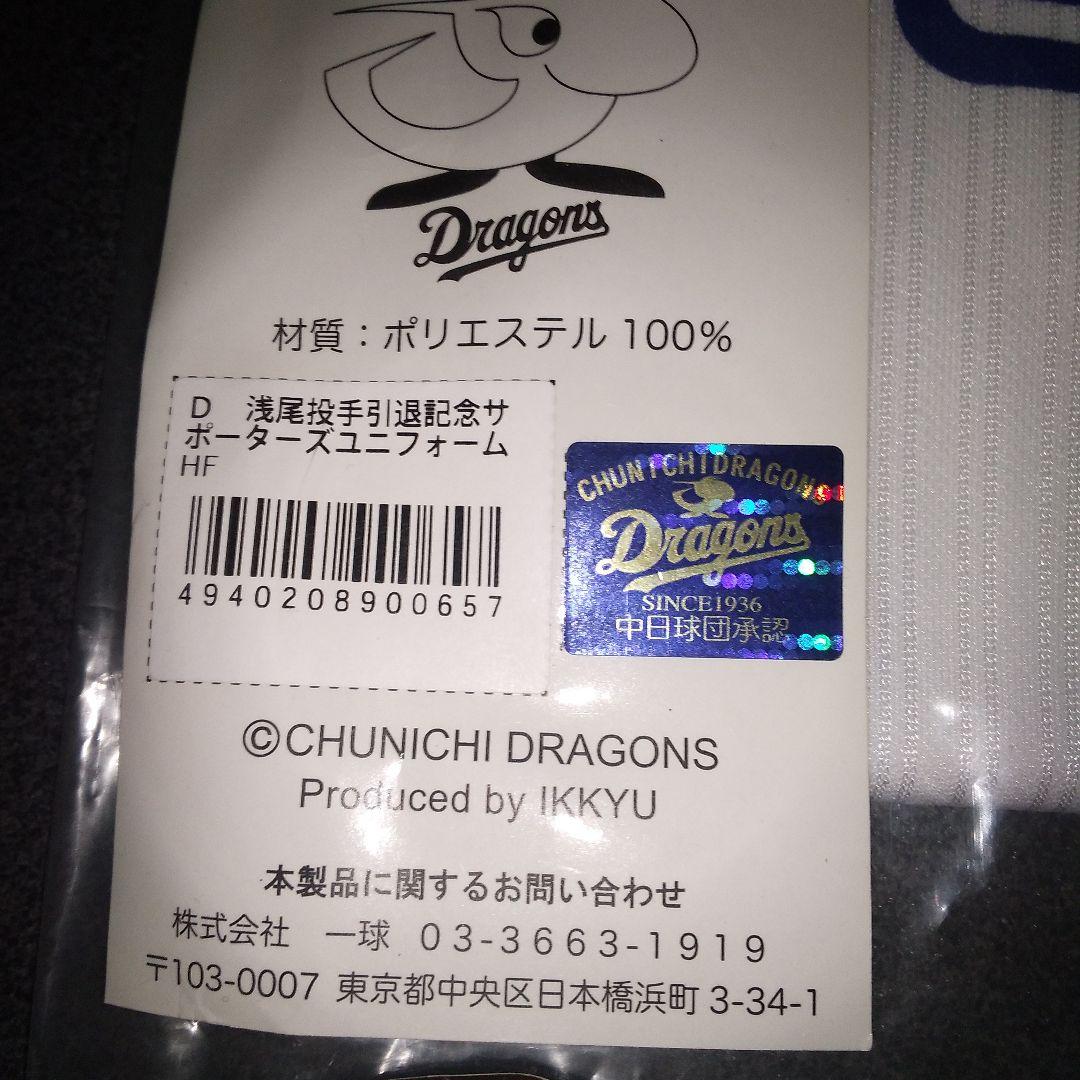 Dragons
材質：ポリエステル 100%
D 浅尾投手引退記念サ
ポーターズユニフォーム
HF
4940208900657
CHUNICHI DRAGONS
Dragons
SINCE1936
中日球団承認
©CHUNICHI DRAGONS
Produced by IKKYU
本製品に関するお問い合わせ
株式会社 一球 03-3663-1919
〒103-0007 東京都中央区日本橋浜町 3-34-1